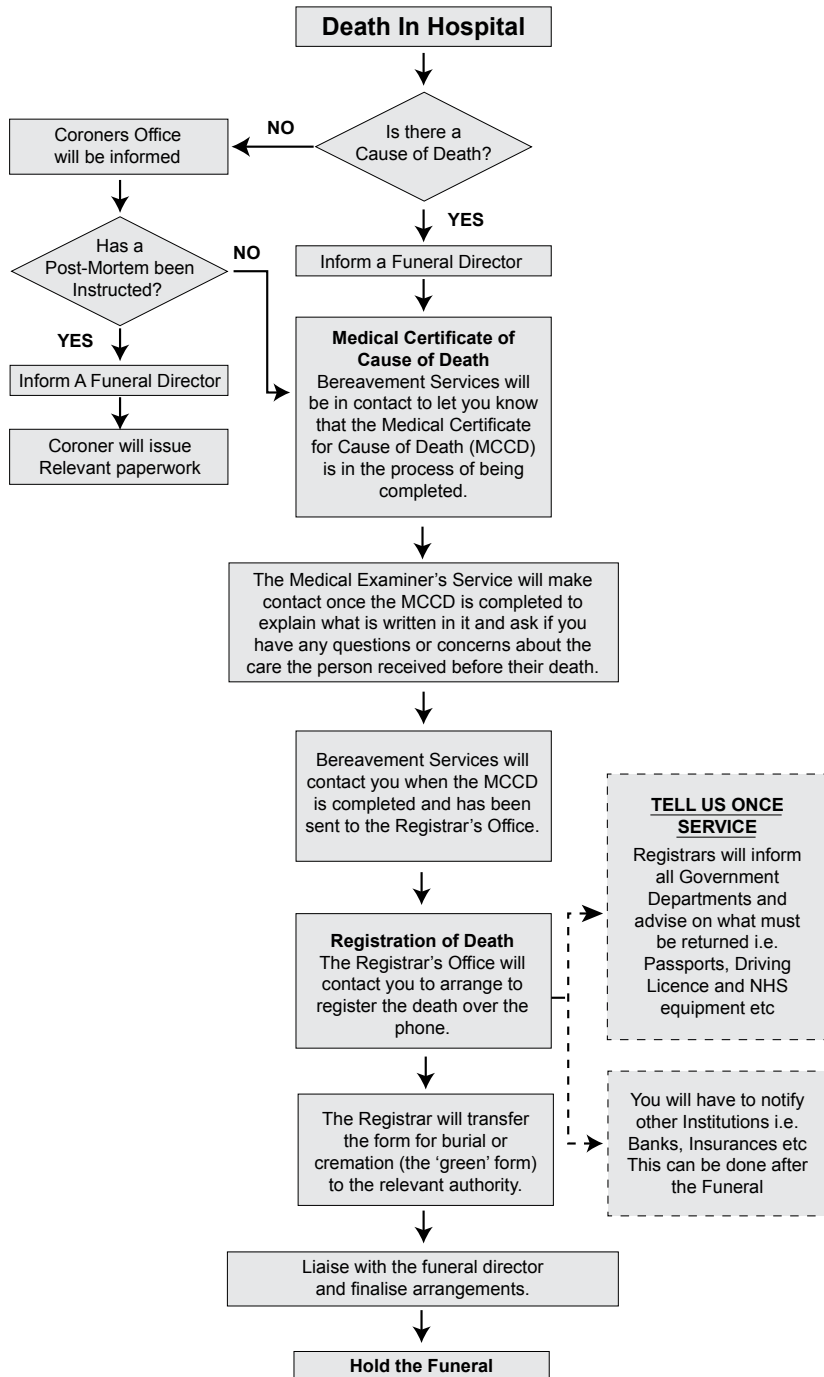 Death In Hospital
Is there a
Cause of Death?
NO
YES
Coroners Office
will be informed
Has a
Post-Mortem been
Instructed?
NO
YES
Inform A Funeral Director
Coroner will issue
Relevant paperwork
Inform a Funeral Director
Medical Certificate of
Cause of Death
Bereavement Services will
be in contact to let you know
that the Medical Certificate
for Cause of Death (MCCD)
is in the process of being
completed.
The Medical Examiner’s Service will make
contact once the MCCD is completed to
explain what is written in it and ask if you
have any questions or concerns about the
care the person received before their death.
Bereavement Services will
contact you when the MCCD
is completed and has been
sent to the Registrar’s Office.
Registration of Death
The Registrar’s Office will
contact you to arrange to
register the death over the
phone.
TELL US ONCE
SERVICE
Registrars will inform
all Government
Departments and
advise on what must
be returned i.e.
Passports, Driving
Licence and NHS
equipment etc
You will have to notify
other Institutions i.e.
Banks, Insurances etc
This can be done after
the Funeral
The Registrar will transfer
the form for burial or
cremation (the ‘green’ form)
to the relevant authority.
Liaise with the funeral director
and finalise arrangements.
Hold the Funeral